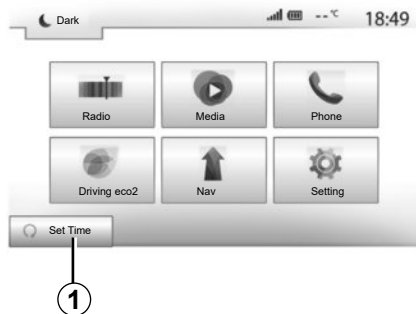 Dark --°C 18:49
Radio Media Phone
Driving eco2 Nav Setting
Set Time
1